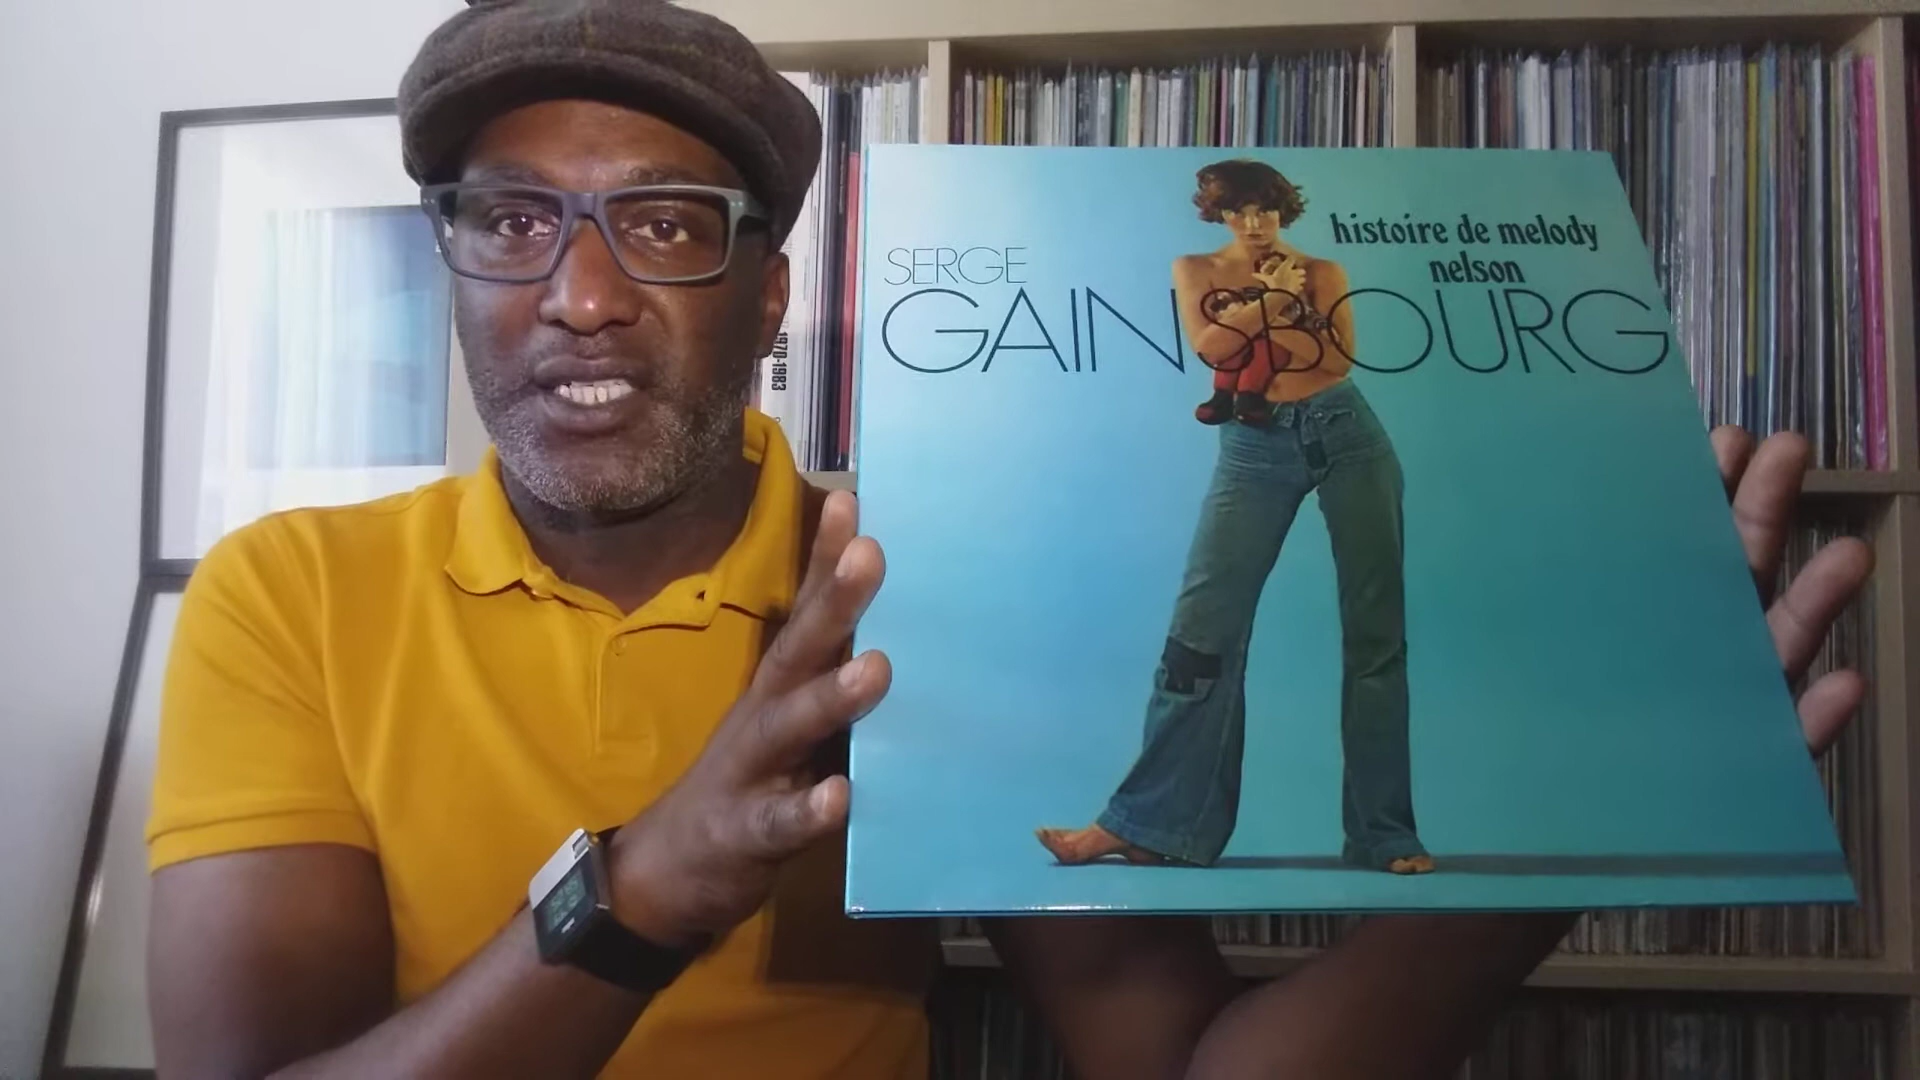 SERGE
GAINSBOURG
histoire de melody
nelson
1970-1983